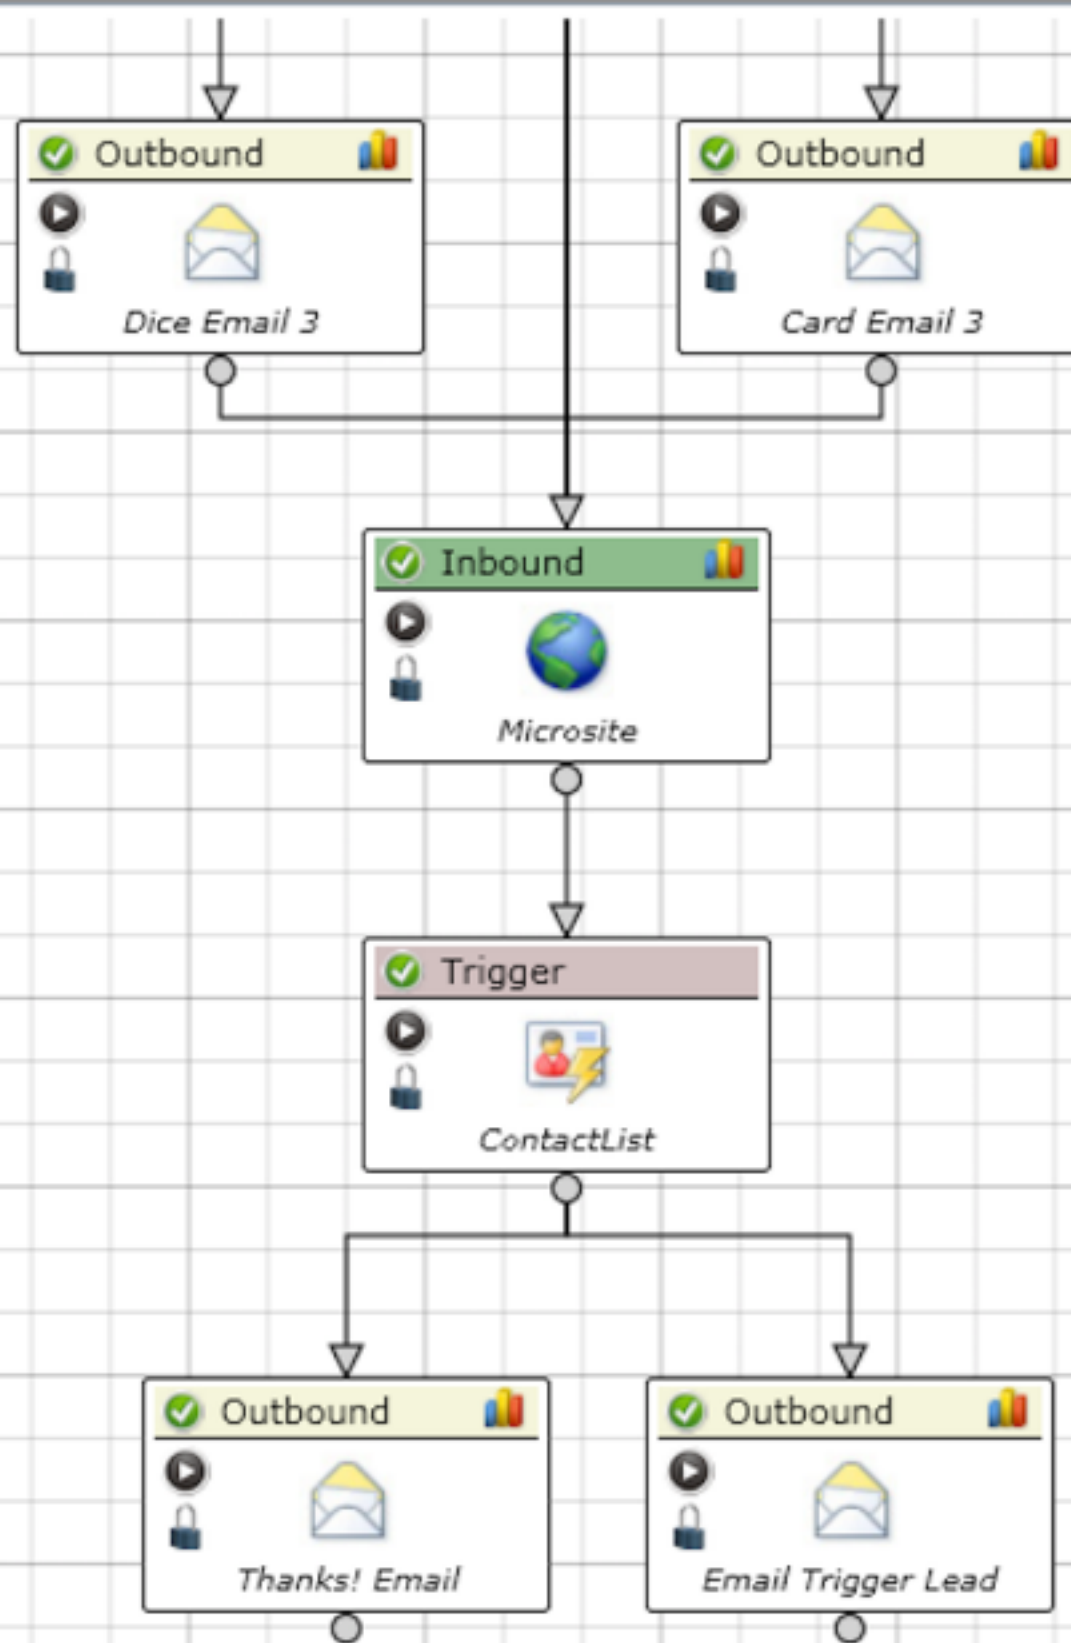 Outbound
Dice Email 3
Outbound
Card Email 3
Inbound
Microsite
Trigger
ContactList
Outbound
Thanks! Email
Outbound
Email Trigger Lead